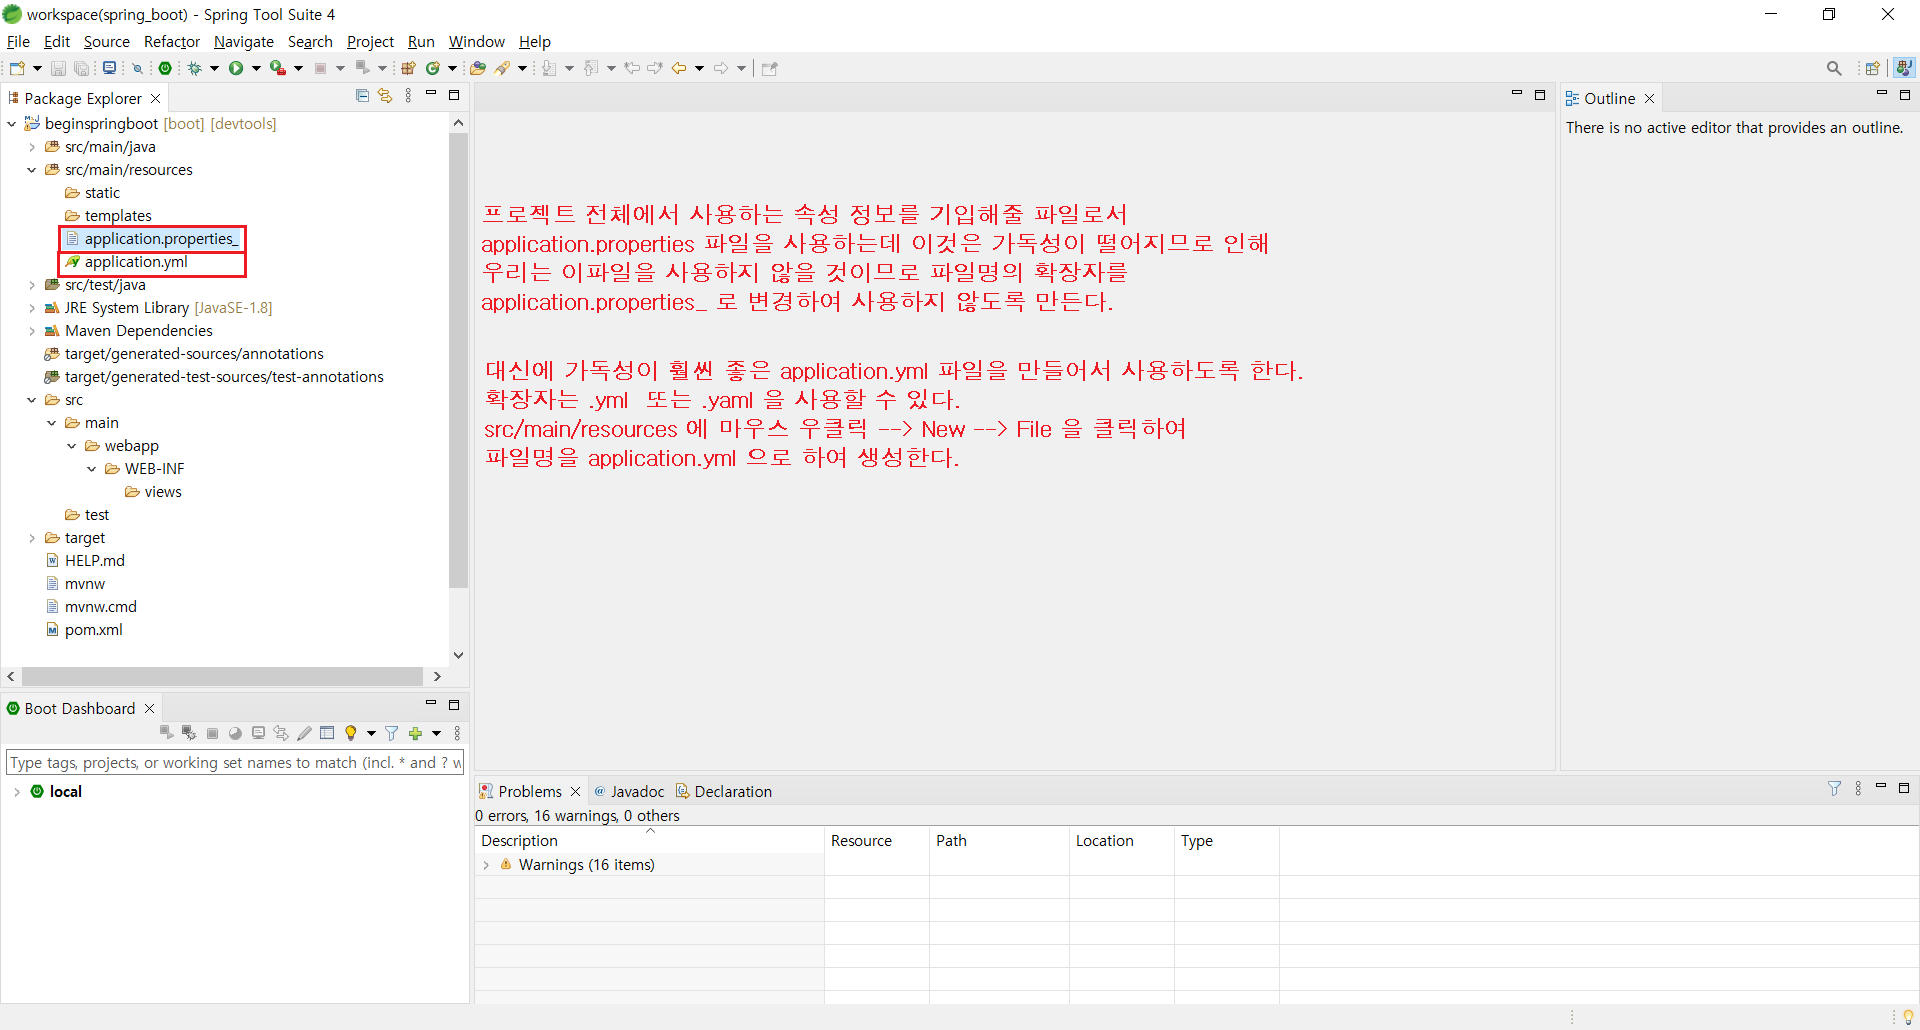 workspace(spring_boot) - Spring Tool Suite 4
File Edit Source Refactor Navigate Search Project Run Window Help
Package Explorer
beginspringboot [boot] [devtools]
src/main/java
src/main/resources
static
templates
application.properties_
application.yml
src/test/java
JRE System Library [JavaSE-1.8]
Maven Dependencies
target/generated-sources/annotations
target/generated-test-sources/test-annotations
src
main
webapp
WEB-INF
views
test
target
HELP.md
mvnw
mvnw.cmd
pom.xml
프로젝트 전체에서 사용하는 속성 정보를 기입해줄 파일로서
application.properties 파일을 사용하는데 이것은 가독성이 떨어지므로 인해
우리는 이파일을 사용하지 않을 것이므로 파일명의 확장자를
application.properties_ 로 변경하여 사용하지 않도록 만든다.
대신에 가독성이 훨씬 좋은 application.yml 파일을 만들어서 사용하도록 한다.
확장자는 .yml 또는 .yaml 을 사용할 수 있다.
src/main/resources 에 마우스 우클릭 --> New --> File 을 클릭하여
파일명을 application.yml 으로 하여 생성한다.
Outline
There is no active editor that provides an outline.
Boot Dashboard
Type tags, projects, or working set names to match (incl. * and ? w
local
Problems Javadoc Declaration
0 errors, 16 warnings, 0 others
Description Resource Path Location Type
Warnings (16 items)